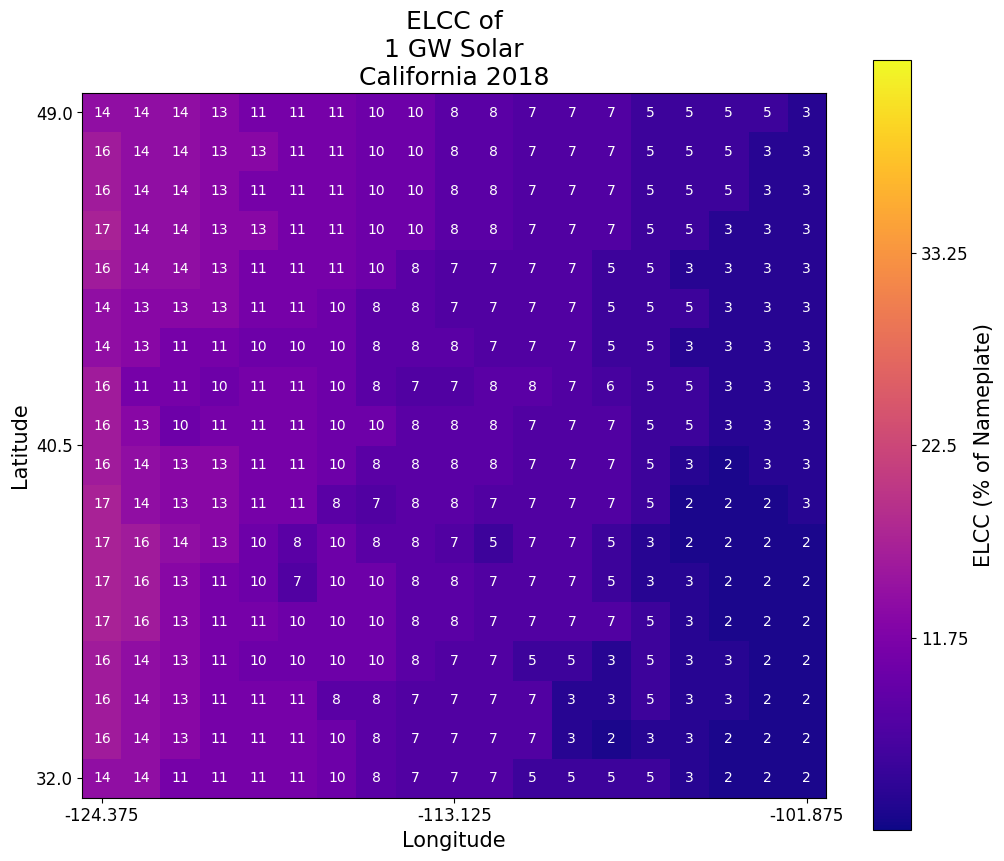 ELCC of
1 GW Solar
California 2018
49.0 14 14 14 13 11 11 11 10 10 8 8 7 7 7 5 5 5 5 3
16 14 14 13 13 11 11 10 10 8 8 7 7 7 5 5 5 3 3
16 14 14 13 11 11 11 10 10 8 8 7 7 7 5 5 5 3 3
17 14 14 13 13 11 11 10 10 8 8 7 7 7 5 5 3 3 3
16 14 14 13 11 11 11 10 8 7 7 7 7 5 5 3 3 3 3
14 13 13 13 11 11 10 8 8 7 7 7 7 5 5 5 3 3 3
14 13 11 11 10 10 10 8 8 8 7 7 7 5 5 3 3 3 3
16 11 11 10 11 11 10 8 7 7 8 8 7 6 5 5 3 3 3
16 13 10 11 11 11 10 10 8 8 8 7 7 7 5 5 3 3 3
40.5
16 14 13 13 11 11 10 8 8 8 8 7 7 7 5 3 2 3 3
17 14 13 13 11 11 8 7 8 8 7 7 7 7 5 2 2 2 3
17 16 14 13 10 8 10 8 8 7 5 7 7 5 3 2 2 2 2
17 16 13 11 10 7 10 10 8 8 7 7 7 5 3 3 2 2 2
17 16 13 11 11 10 10 10 8 8 7 7 7 7 5 3 2 2 2
16 14 13 11 10 10 10 10 8 7 7 5 5 3 5 3 3 2 2
16 14 13 11 11 11 8 8 7 7 7 7 3 3 5 3 3 2 2
16 14 13 11 11 11 10 8 7 7 7 7 3 2 3 3 2 2 2
32.0 14 14 11 11 11 11 10 8 7 7 7 5 5 5 5 3 2 2 2
-124.375 -113.125 -101.875
Longitude
Latitude
33.25
22.5
11.75
ELCC (% of Nameplate)